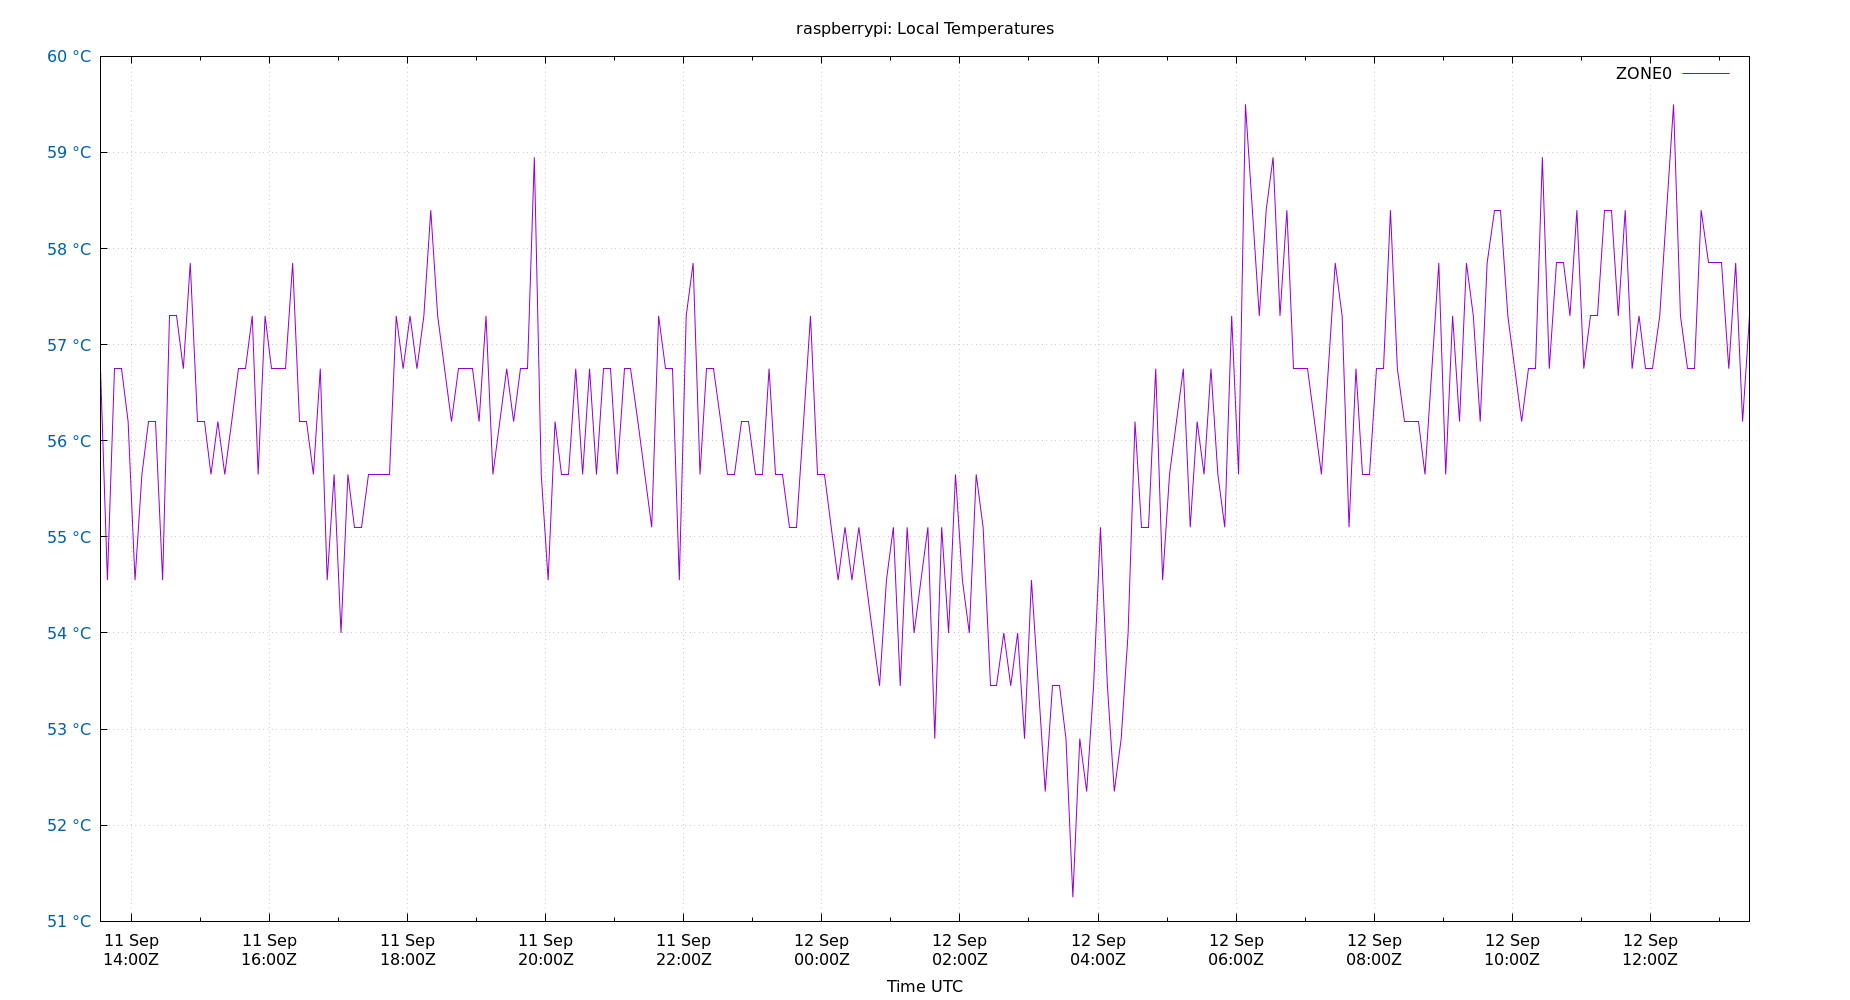 raspberrypi: Local Temperatures
60 °C
ZONE0
59 °C
58 °C
57 °C
56 °C
55 °C
54 °C
53 °C
52 °C
51 °C
11 Sep 11 Sep 11 Sep 11 Sep 11 Sep 12 Sep 12 Sep 12 Sep 12 Sep 12 Sep 12 Sep 12 Sep
14:00Z 16:00Z 18:00Z 20:00Z 22:00Z 00:00Z 02:00Z 04:00Z 06:00Z 08:00Z 10:00Z 12:00Z
Time UTC